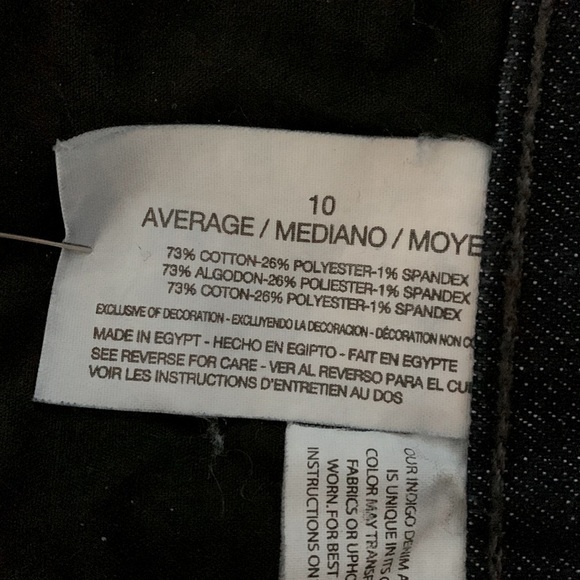 10
AVERAGE / MEDIANO / MOYE
73% COTTON-26% POLYESTER-1% SPANDEX
73% ALGODON-26% POLIESTER-1% SPANDEX
73% COTON-26% POLYESTER-1% SPANDEX
EXCLUSIVE OF DECORATION - EXCLUYENDO LA DECORACION - DÉCORATION NON CO
MADE IN EGYPT - HECHO EN EGIPTO - FAIT EN EGYPTE
SEE REVERSE FOR CARE - VER AL REVERSO PARA EL CUI
VOIR LES INSTRUCTIONS D'ENTRETIEN AU DOS
OUR INDIGO DENIM A
IS UNIQUE IN ITS C
COLOR MAY TRANSF
FABRICS OR UPHO
WORN. FOR BEST
INSTRUCTIONS ON